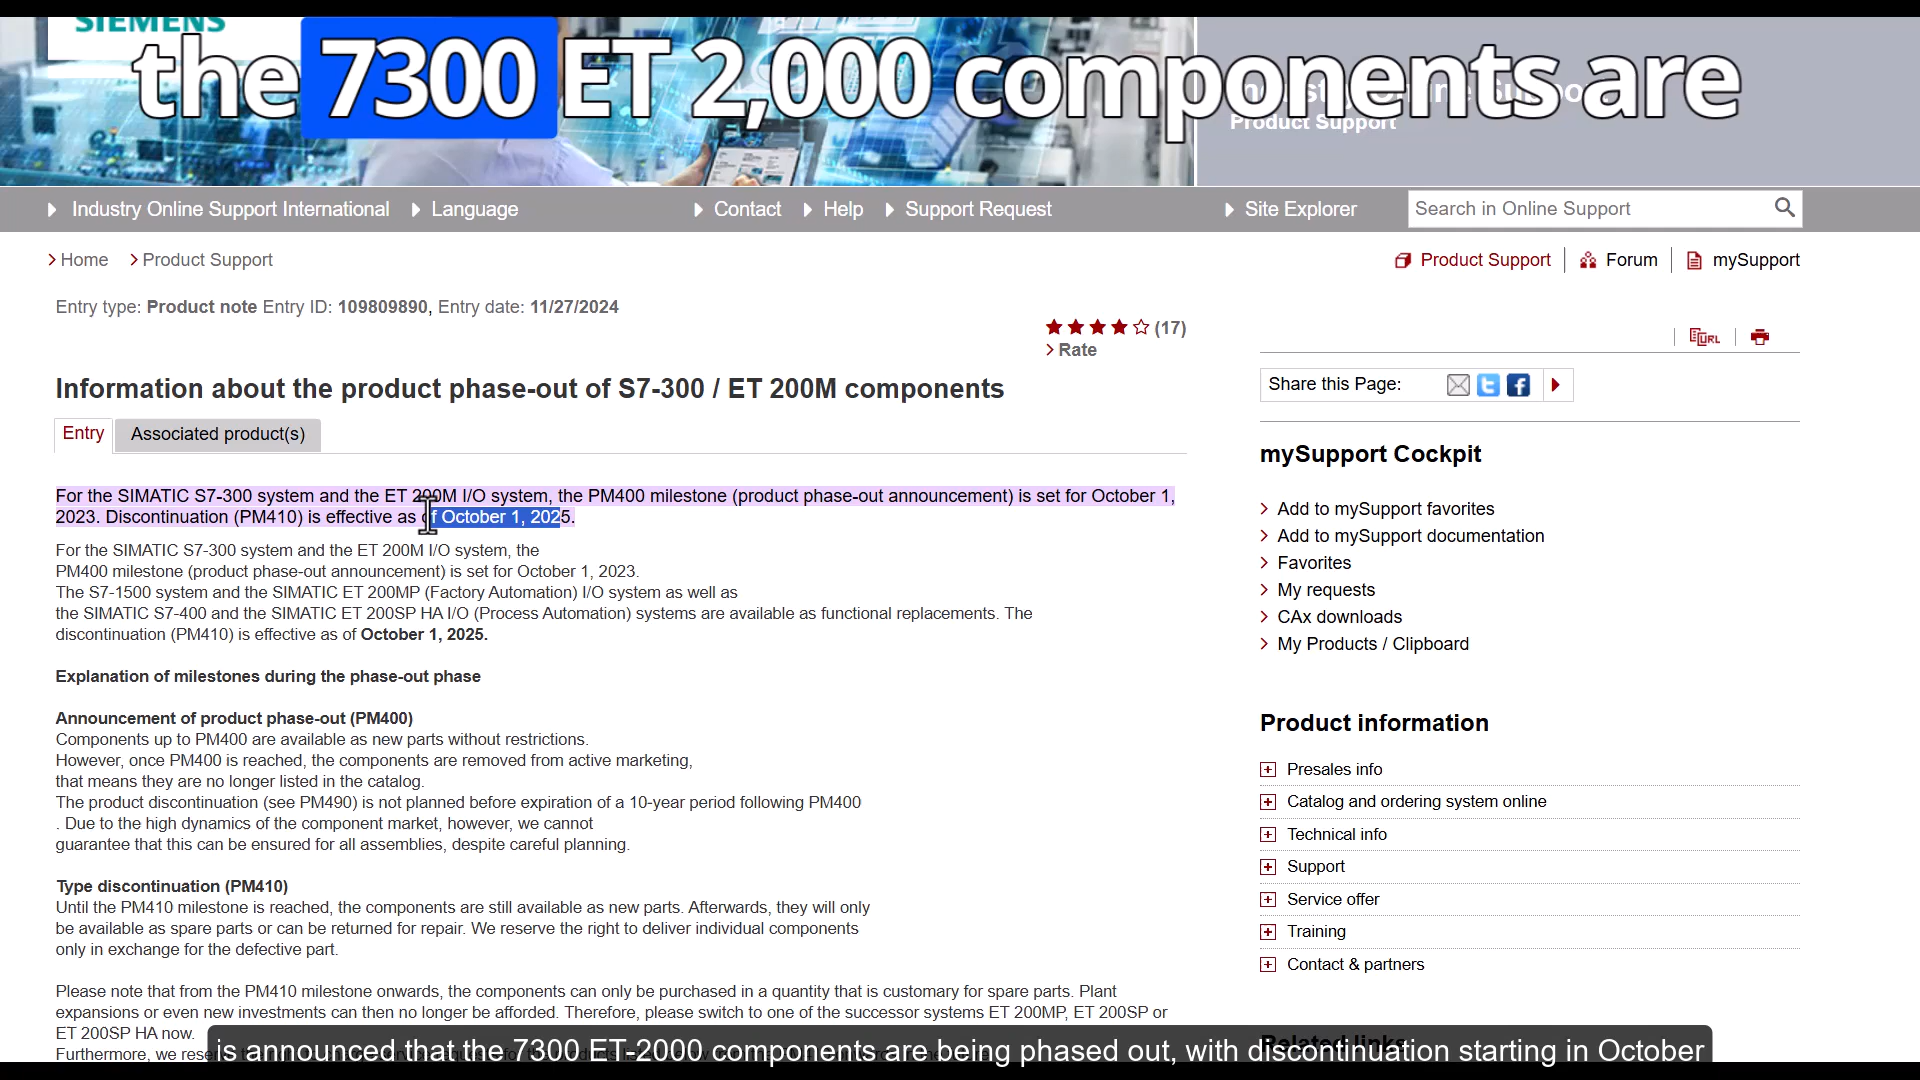 SIEMENS
the 7300 ET 2,000 components are
Product Support
Industry Online Support International
Language
Contact
Help
Support Request
Site Explorer
Search in Online Support
Home
Product Support
Product Support
Forum
mySupport
Entry type: Product note Entry ID: 109809890, Entry date: 11/27/2024
(17)
Rate
Information about the product phase-out of S7-300 / ET 200M components
Entry
Associated product(s)
For the SIMATIC S7-300 system and the ET 200M I/O system, the PM400 milestone (product phase-out announcement) is set for October 1,
2023. Discontinuation (PM410) is effective as of October 1, 2025.
For the SIMATIC S7-300 system and the ET 200M I/O system, the
PM400 milestone (product phase-out announcement) is set for October 1, 2023.
The S7-1500 system and the SIMATIC ET 200MP (Factory Automation) I/O system as well as
the SIMATIC S7-400 and the SIMATIC ET 200SP HA I/O (Process Automation) systems are available as functional replacements. The
discontinuation (PM410) is effective as of October 1, 2025.
Explanation of milestones during the phase-out phase
Announcement of product phase-out (PM400)
Components up to PM400 are available as new parts without restrictions.
However, once PM400 is reached, the components are removed from active marketing,
that means they are no longer listed in the catalog.
The product discontinuation (see PM490) is not planned before expiration of a 10-year period following PM400
. Due to the high dynamics of the component market, however, we cannot
guarantee that this can be ensured for all assemblies, despite careful planning.
Type discontinuation (PM410)
Until the PM410 milestone is reached, the components are still available as new parts. Afterwards, they will only
be available as spare parts or can be returned for repair. We reserve the right to deliver individual components
only in exchange for the defective part.
Please note that from the PM410 milestone onwards, the components can only be purchased in a quantity that is customary for spare parts. Plant
expansions or even new investments can then no longer be afforded. Therefore, please switch to one of the successor systems ET 200MP, ET 200SP or
ET 200SP HA now.
Furthermore, we
Share this Page:
mySupport Cockpit
Add to mySupport favorites
Add to mySupport documentation
Favorites
My requests
CAx downloads
My Products / Clipboard
Product information
Presales info
Catalog and ordering system online
Technical info
Support
Service offer
Training
Contact & partners
Related links
is announced that the 7300 ET-2000 components are being phased out, with discontinuation starting in October